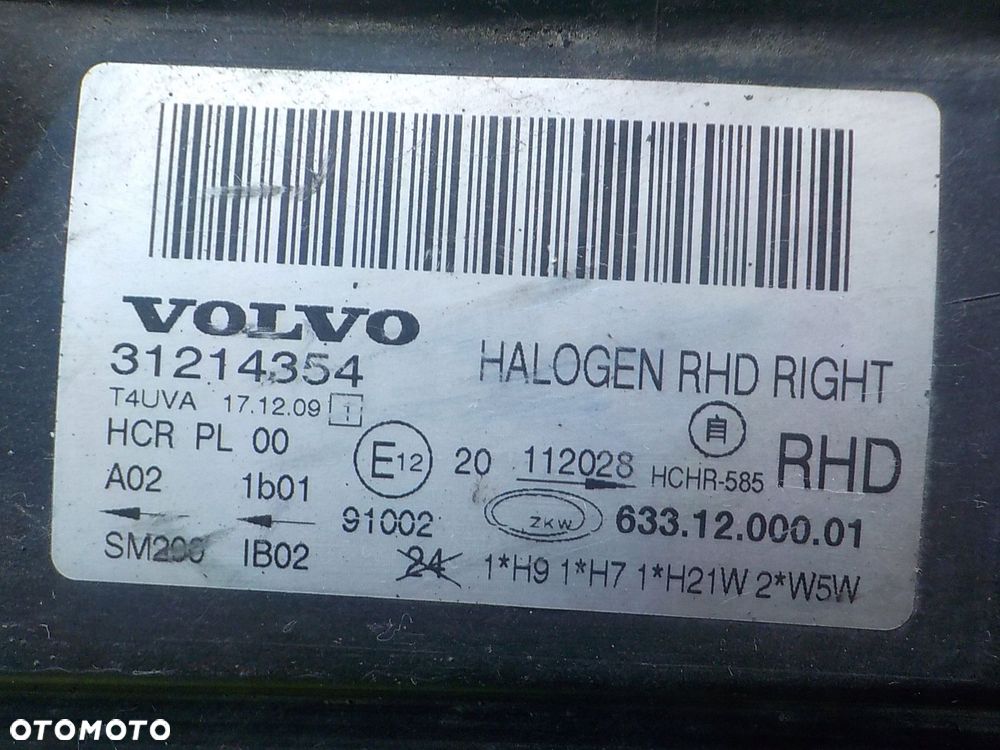 VOLVO
31214354
HALOGEN RHD RIGHT
T4UVA 17.12.09 1
自
HCR PL 00
E12 20 112028 HCHR-585 RHD
A02 1b01
91002 ZKW 633.12.000.01
SM200 IB02 24 1*H9 1*H7 1*H21W 2*W5W
OTOMOTO